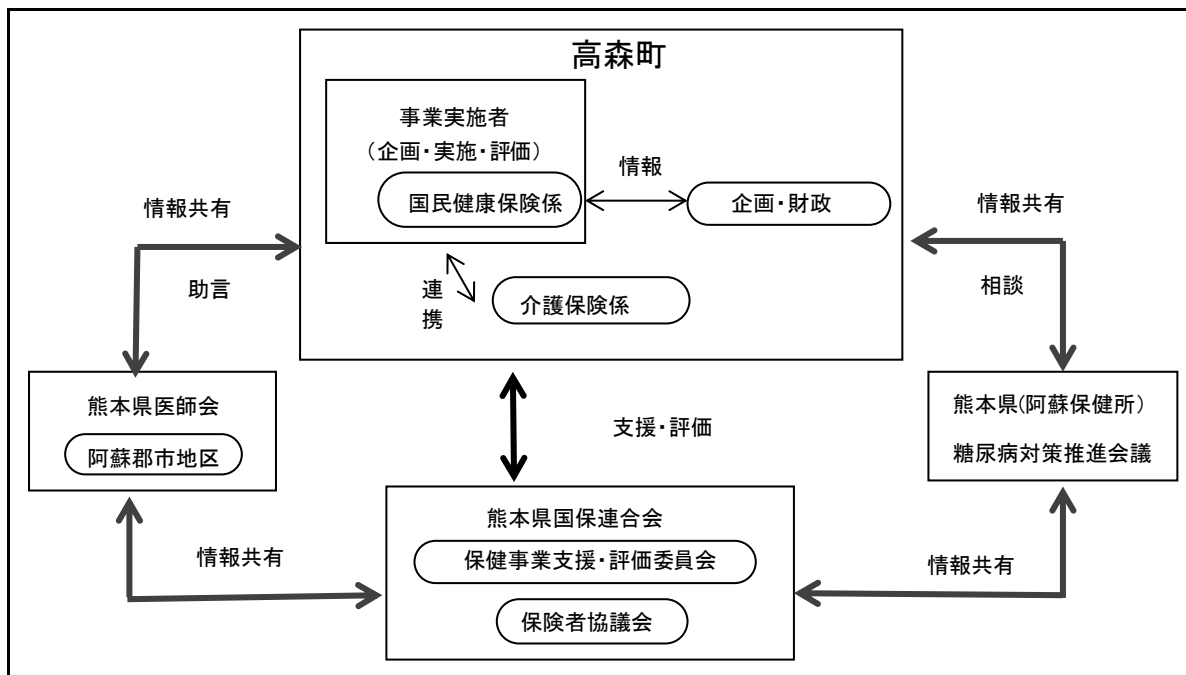 高森町
事業実施者
（企画・実施・評価）
国民健康保険係
情報
企画・財政
連
携
介護保険係
情報共有
助言
情報共有
相談
熊本県医師会
阿蘇郡市地区
支援・評価
熊本県(阿蘇保健所）
糖尿病対策推進会議
熊本県国保連合会
保健事業支援・評価委員会
保険者協議会
情報共有
情報共有